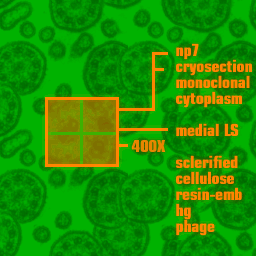 np7
cryosection
monoclonal
cytoplasm
medial LS
400X
sclerified
cellulose
resin-emb
hg
phage